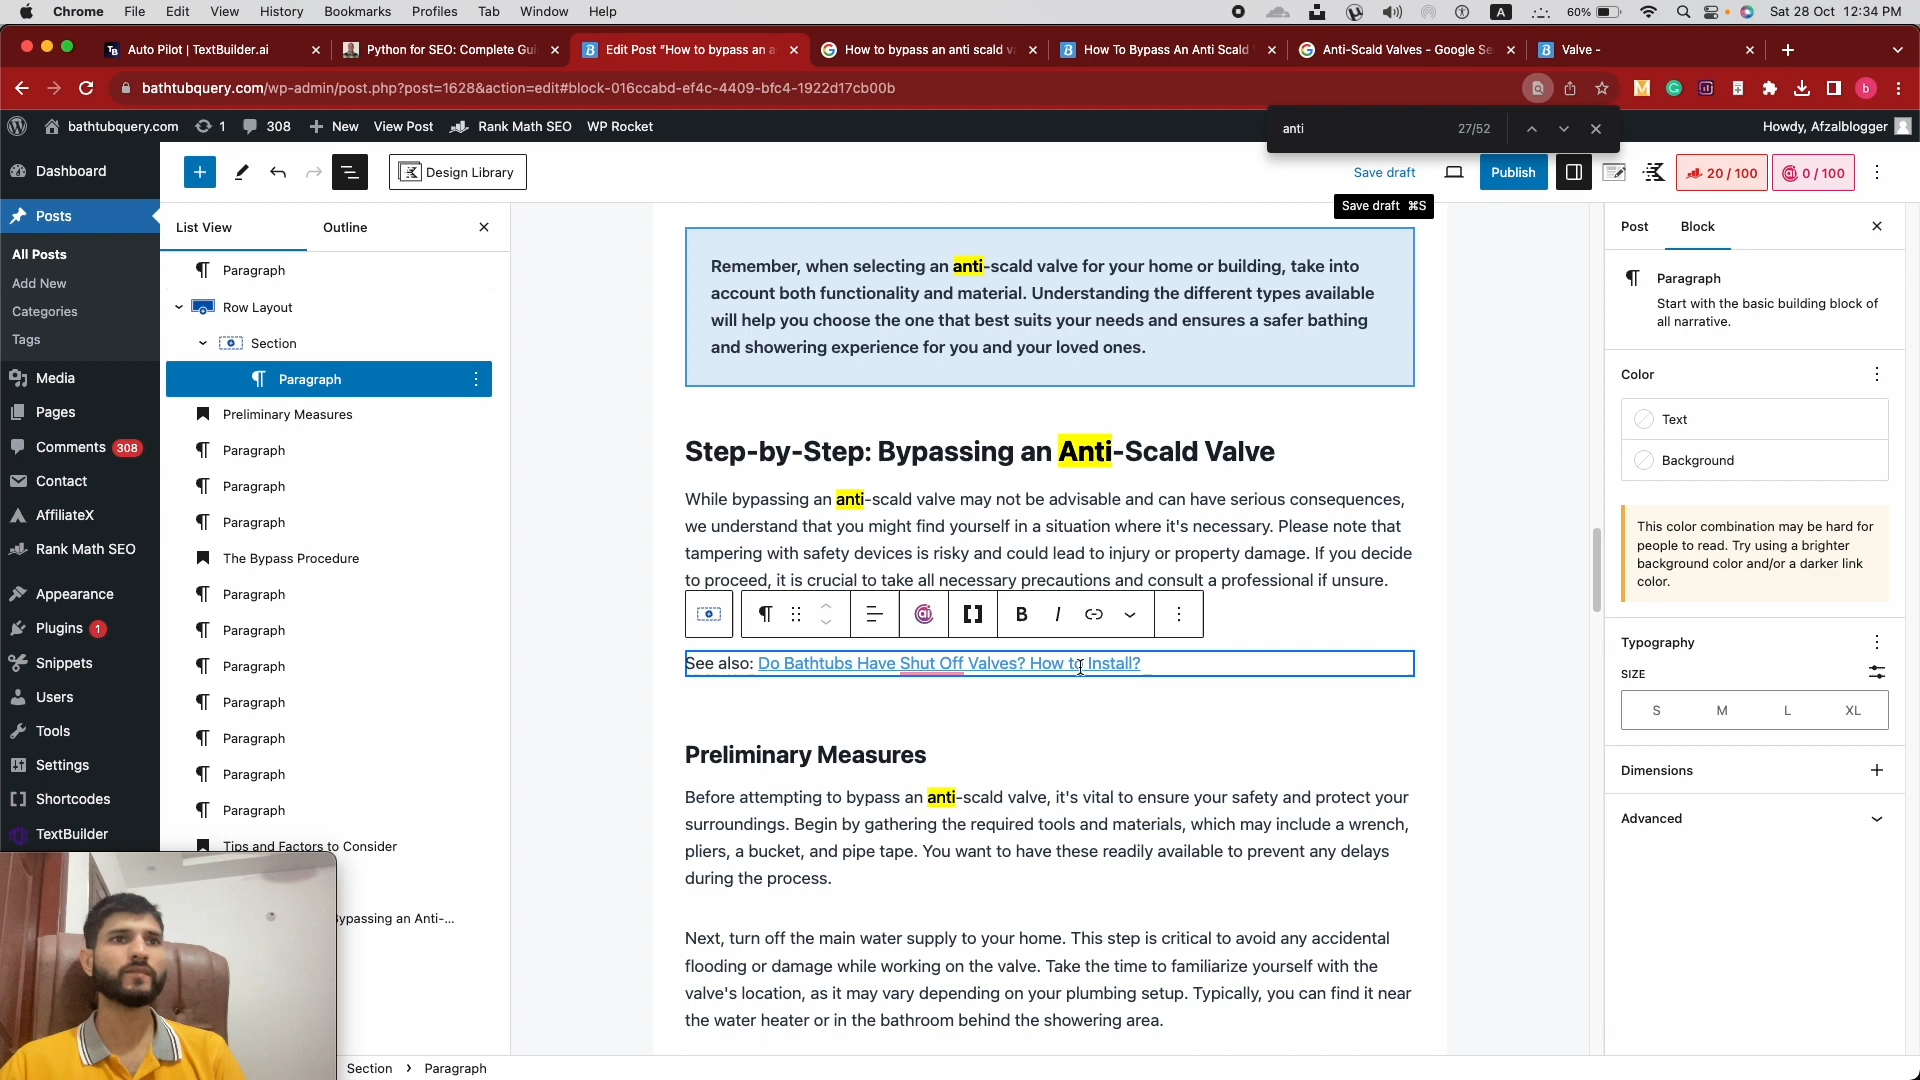 Chrome File Edit View History Bookmarks Profiles Tab Window Help
A 60% Sat 28 Oct 12:34 PM
Auto Pilot | TextBuilder.ai
Python for SEO: Complete Gui
Edit Post "How to bypass an a
How to bypass an anti scald v
How To Bypass An Anti Scald
Anti-Scald Valves - Google Se
Valve -
bathtubquery.com/wp-admin/post.php?post=1628&action=edit#block-016ccabd-ef4c-4409-bfc4-1922d17cb00b
bathtubquery.com 1 308 New View Post Rank Math SEO WP Rocket
anti 27/52
Howdy, Afzalblogger
Dashboard
Posts
All Posts
Add New
Categories
Tags
Media
Pages
Comments 308
Contact
AffiliateX
Rank Math SEO
Appearance
Plugins 1
Snippets
Users
Tools
Settings
Shortcodes
TextBuilder
Design Library
Save draft
Publish
20 / 100
0 / 100
Save draft ⌘S
List View Outline
Paragraph
Row Layout
Section
Paragraph
Preliminary Measures
Paragraph
Paragraph
Paragraph
The Bypass Procedure
Paragraph
Paragraph
Paragraph
Paragraph
Paragraph
Paragraph
Paragraph
Tips and Factors to Consider
ypassing an Anti-...
Remember, when selecting an anti-scald valve for your home or building, take into
account both functionality and material. Understanding the different types available
will help you choose the one that best suits your needs and ensures a safer bathing
and showering experience for you and your loved ones.
Step-by-Step: Bypassing an Anti-Scald Valve
While bypassing an anti-scald valve may not be advisable and can have serious consequences,
we understand that you might find yourself in a situation where it's necessary. Please note that
tampering with safety devices is risky and could lead to injury or property damage. If you decide
to proceed, it is crucial to take all necessary precautions and consult a professional if unsure.
B I
See also: Do Bathtubs Have Shut Off Valves? How to Install?
Preliminary Measures
Before attempting to bypass an anti-scald valve, it's vital to ensure your safety and protect your
surroundings. Begin by gathering the required tools and materials, which may include a wrench,
pliers, a bucket, and pipe tape. You want to have these readily available to prevent any delays
during the process.
Next, turn off the main water supply to your home. This step is critical to avoid any accidental
flooding or damage while working on the valve. Take the time to familiarize yourself with the
valve's location, as it may vary depending on your plumbing setup. Typically, you can find it near
the water heater or in the bathroom behind the showering area.
Section › Paragraph
Post Block
Paragraph
Start with the basic building block of
all narrative.
Color
Text
Background
This color combination may be hard for
people to read. Try using a brighter
background color and/or a darker link
color.
Typography
SIZE
S M L XL
Dimensions
Advanced